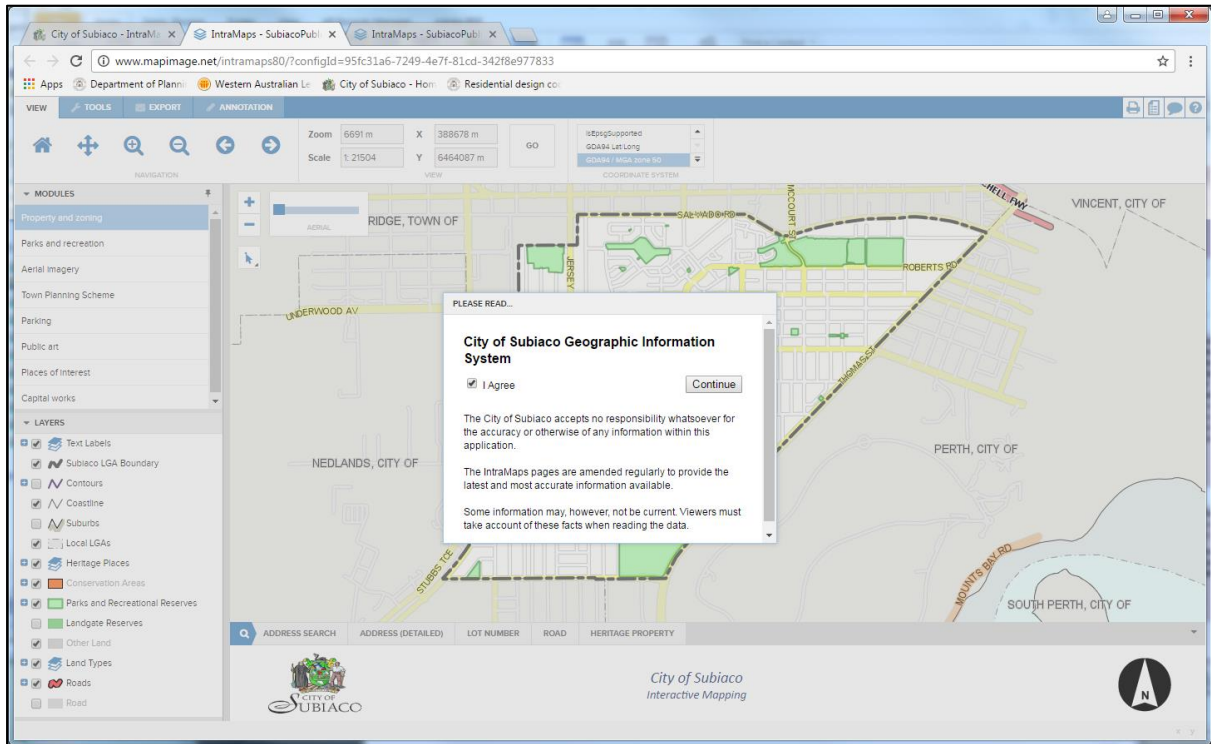 City of Subiaco - IntraMa
IntraMaps - SubiacoPubl
IntraMaps - SubiacoPubl
www.mapimage.net/intramaps80/?configId=95fc31a6-7249-4e7f-81cd-342f8e977833
Apps
Department of Planni
Western Australian Le
City of Subiaco - Hom
Residential design co
VIEW
TOOLS
EXPORT
ANNOTATION
Zoom 6691 m X 388678 m
GO
Scale 1: 21504 Y 6464087 m
IsEpsgSupported
GDA94 Lat/Long
GDA94 / MGA zone 50
NAVIGATION
VIEW
COORDINATE SYSTEM
MODULES
Property and zoning
Parks and recreation
Aerial Imagery
Town Planning Scheme
Parking
Public art
Places of interest
Capital works
LAYERS
Text Labels
Subiaco LGA Boundary
Contours
Coastline
Suburbs
Local LGAs
Heritage Places
Conservation Areas
Parks and Recreational Reserves
Landgate Reserves
Other Land
Land Types
Roads
Road
AERIAL
RIDGE, TOWN OF
SALVADO RD
MCCOURT ST
HELL FWY
VINCENT, CITY OF
JERSEY
ROBERTS RD
UNDERWOOD AV
THOMAS ST
PERTH, CITY OF
NEDLANDS, CITY OF
STUBBS TCE
MOUNTS BAY RD
SOUTH PERTH, CITY OF
PLEASE READ...
City of Subiaco Geographic Information
System
I Agree
Continue
The City of Subiaco accepts no responsibility whatsoever for
the accuracy or otherwise of any information within this
application.
The IntraMaps pages are amended regularly to provide the
latest and most accurate information available.
Some information may, however, not be current. Viewers must
take account of these facts when reading the data.
ADDRESS SEARCH
ADDRESS (DETAILED)
LOT NUMBER
ROAD
HERITAGE PROPERTY
CITY OF
SUBIACO
City of Subiaco
Interactive Mapping
N
x y